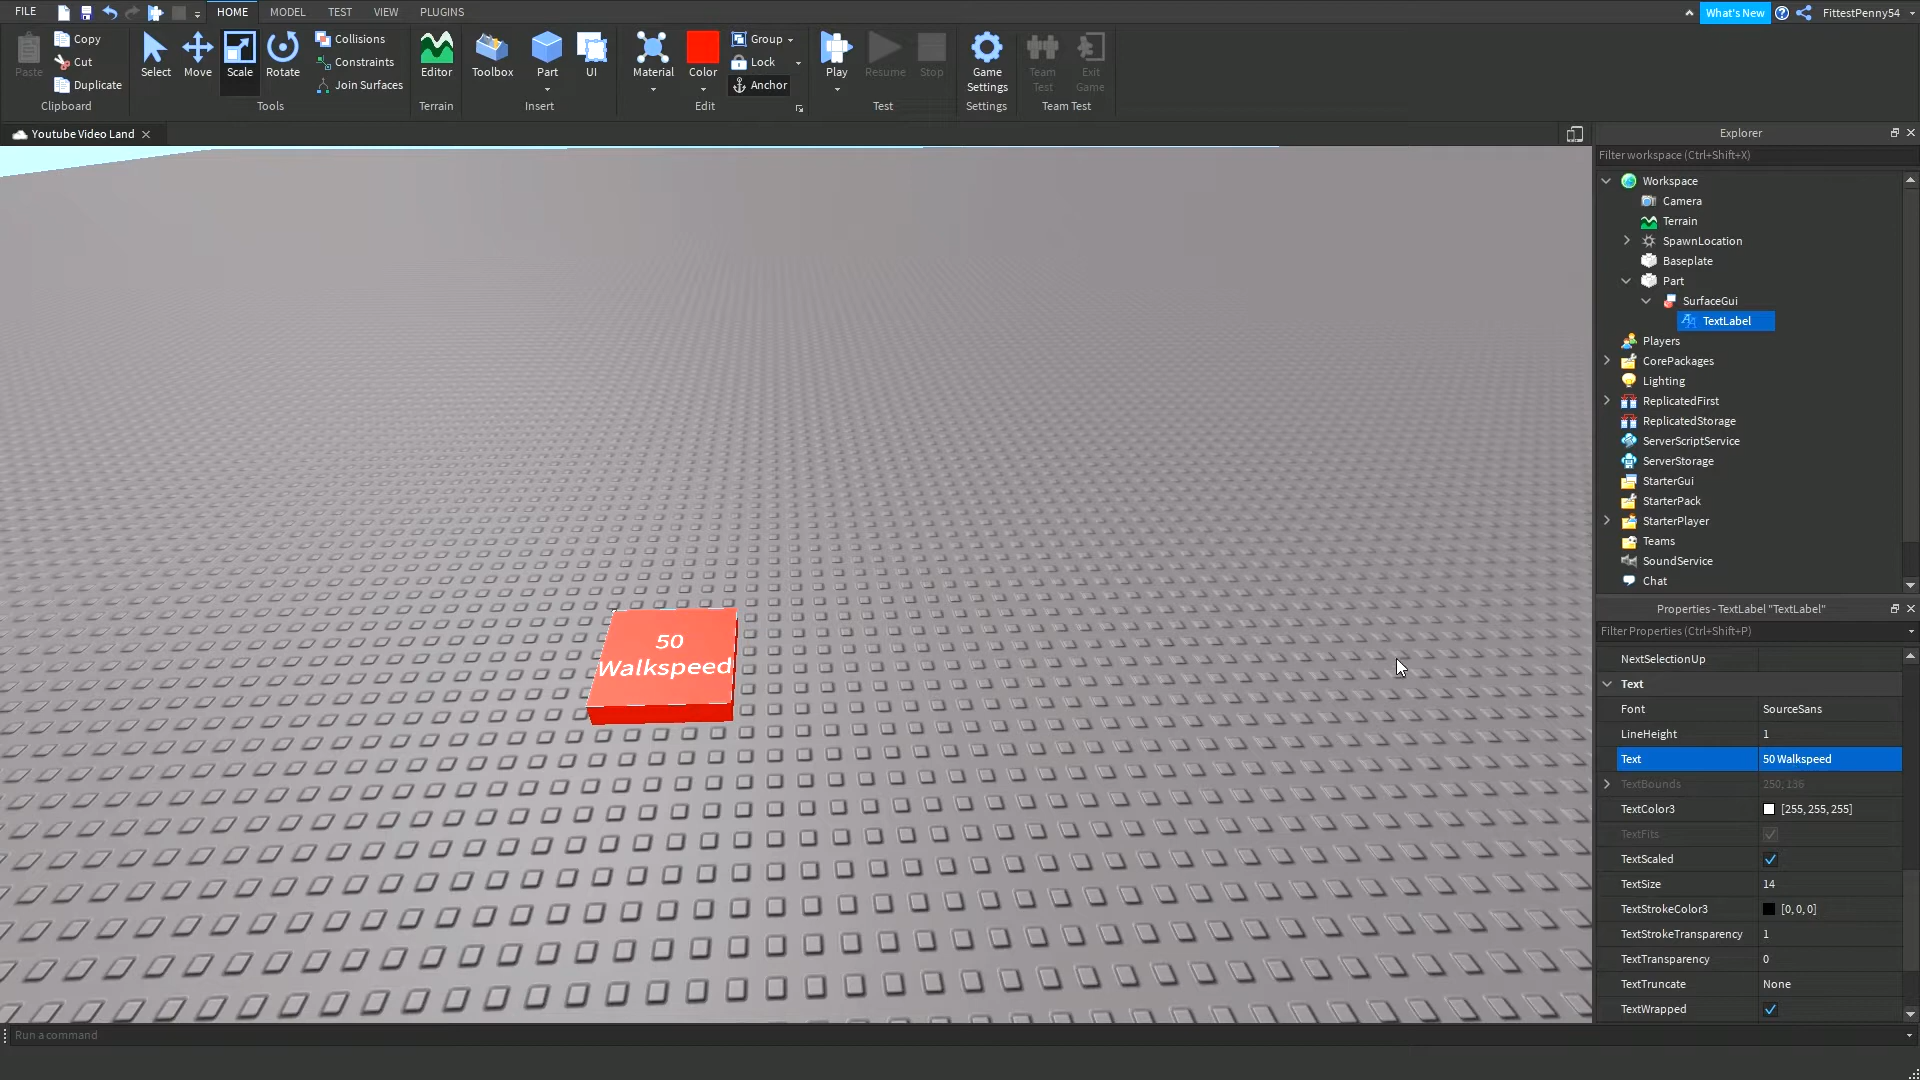 FILE HOME MODEL TEST VIEW PLUGINS What's New FittestPenny54
Copy
Cut
Duplicate
Paste
Clipboard
Select Move Scale Rotate
Collisions
Constraints
Join Surfaces
Tools
Editor
Terrain
Toolbox Part UI
Insert
Material Color
Group
Lock
Anchor
Edit
Play Resume Stop
Test
Game
Settings
Settings
Team
Test
Exit
Game
Team Test
Youtube Video Land
50
Walkspeed
Explorer
Filter workspace (Ctrl+Shift+X)
Workspace
Camera
Terrain
SpawnLocation
Baseplate
Part
SurfaceGui
TextLabel
Players
CorePackages
Lighting
ReplicatedFirst
ReplicatedStorage
ServerScriptService
ServerStorage
StarterGui
StarterPack
StarterPlayer
Teams
SoundService
Chat
Properties - TextLabel "TextLabel"
Filter Properties (Ctrl+Shift+P)
NextSelectionUp
Text
Font SourceSans
LineHeight 1
Text 50 Walkspeed
TextBounds 250, 136
TextColor3 [255, 255, 255]
TextFits
TextScaled
TextSize 14
TextStrokeColor3 [0, 0, 0]
TextStrokeTransparency 1
TextTransparency 0
TextTruncate None
TextWrapped
Run a command